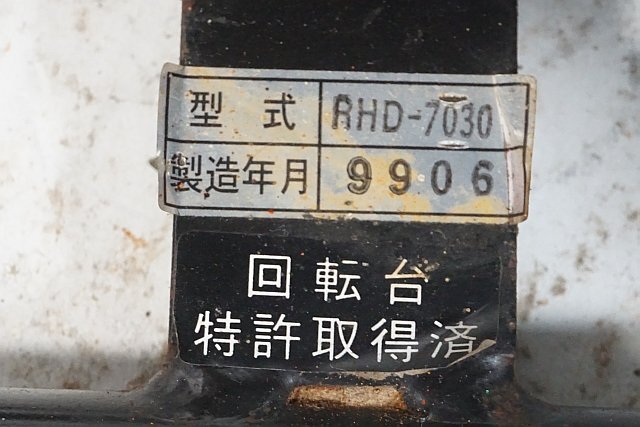 型式 RHD-7030
製造年月 9906
回転台
特許取得済